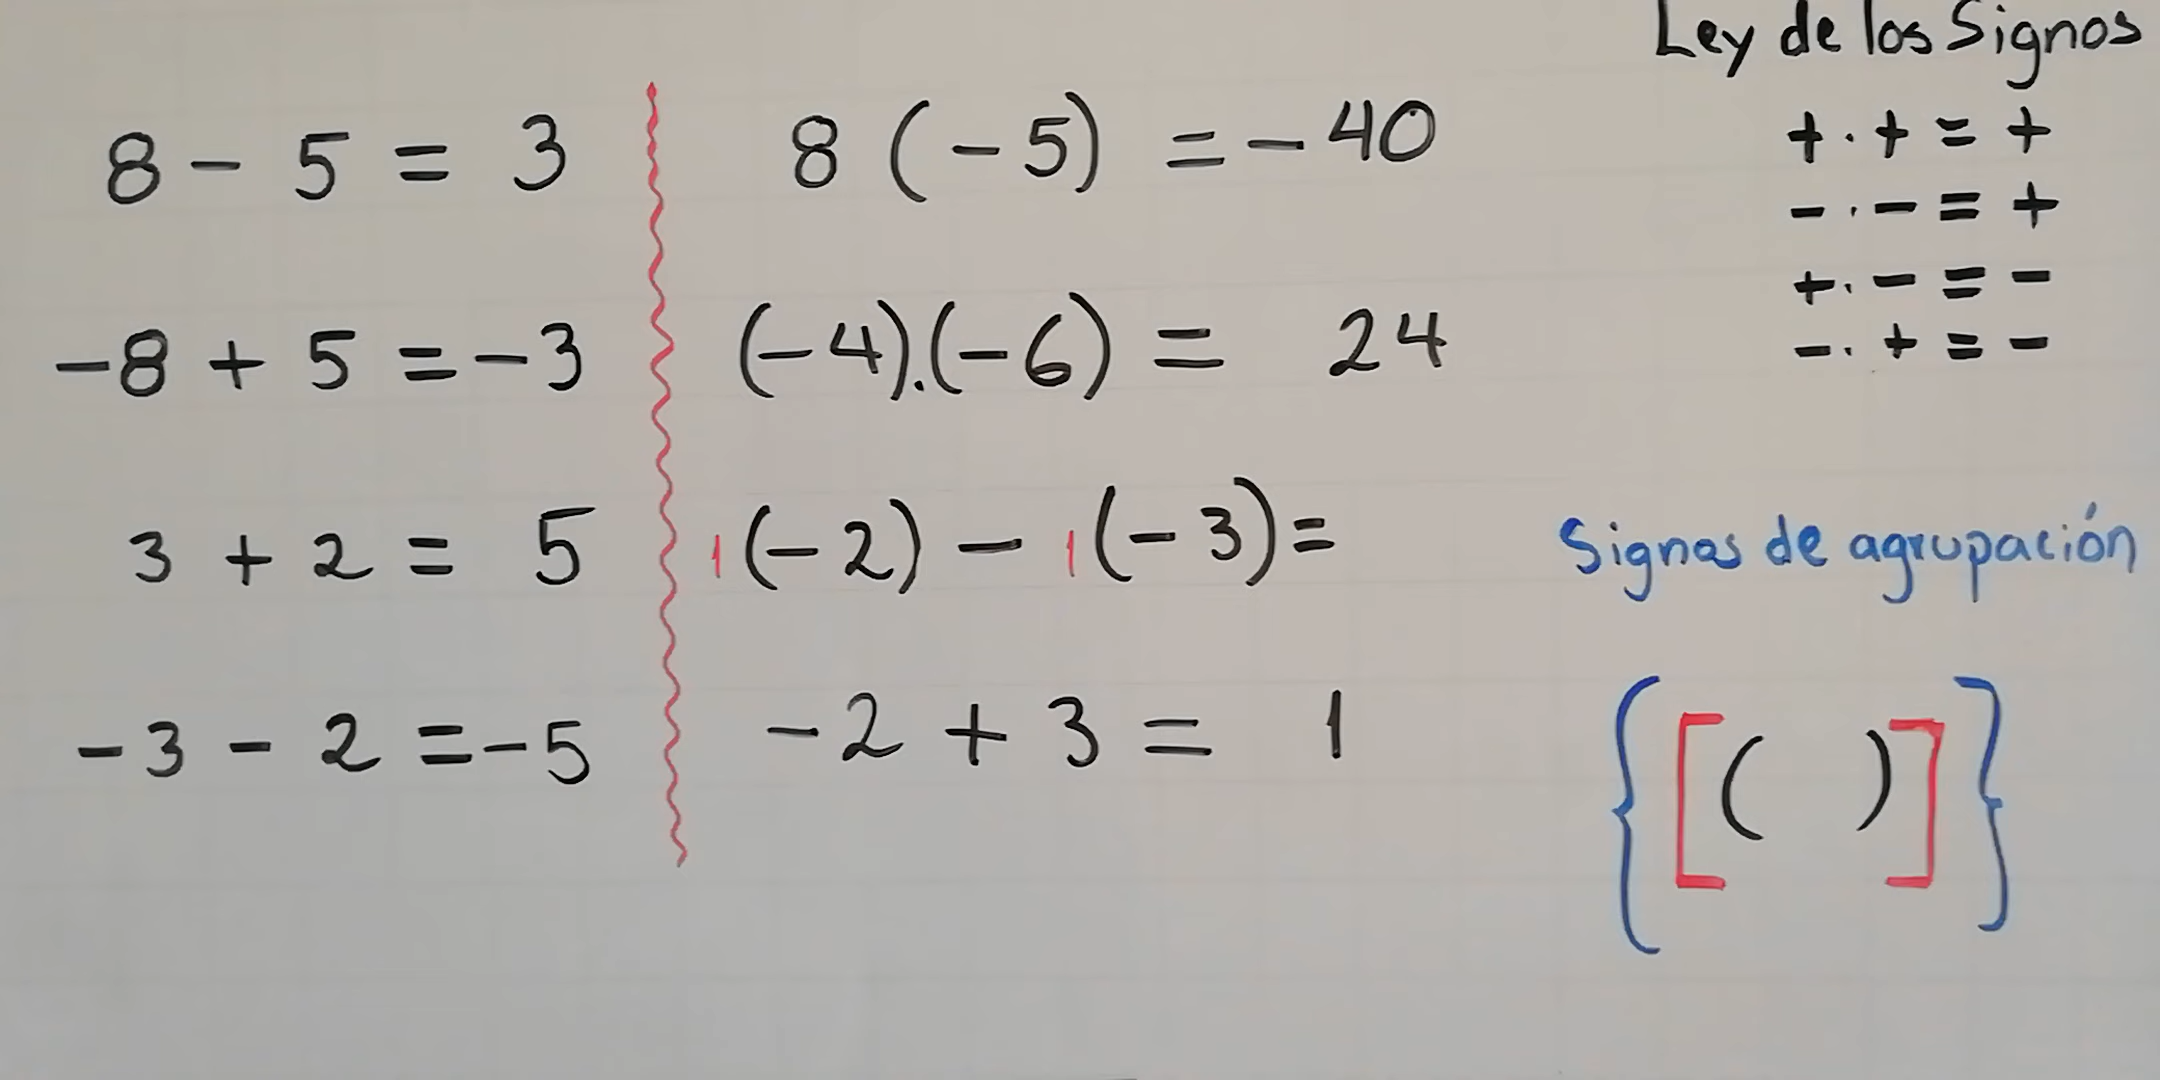 Ley de los Signos
8 - 5 = 3
-8 + 5 = -3
3 + 2 = 5
-3 - 2 = -5
8 (-5) = -40
(-4).(-6) = 24
1(-2) - 1(-3)=
-2 + 3 = 1
+ · + = +
- · - = +
+ · - = -
- · + = -
Signos de agrupación
{[( )]}